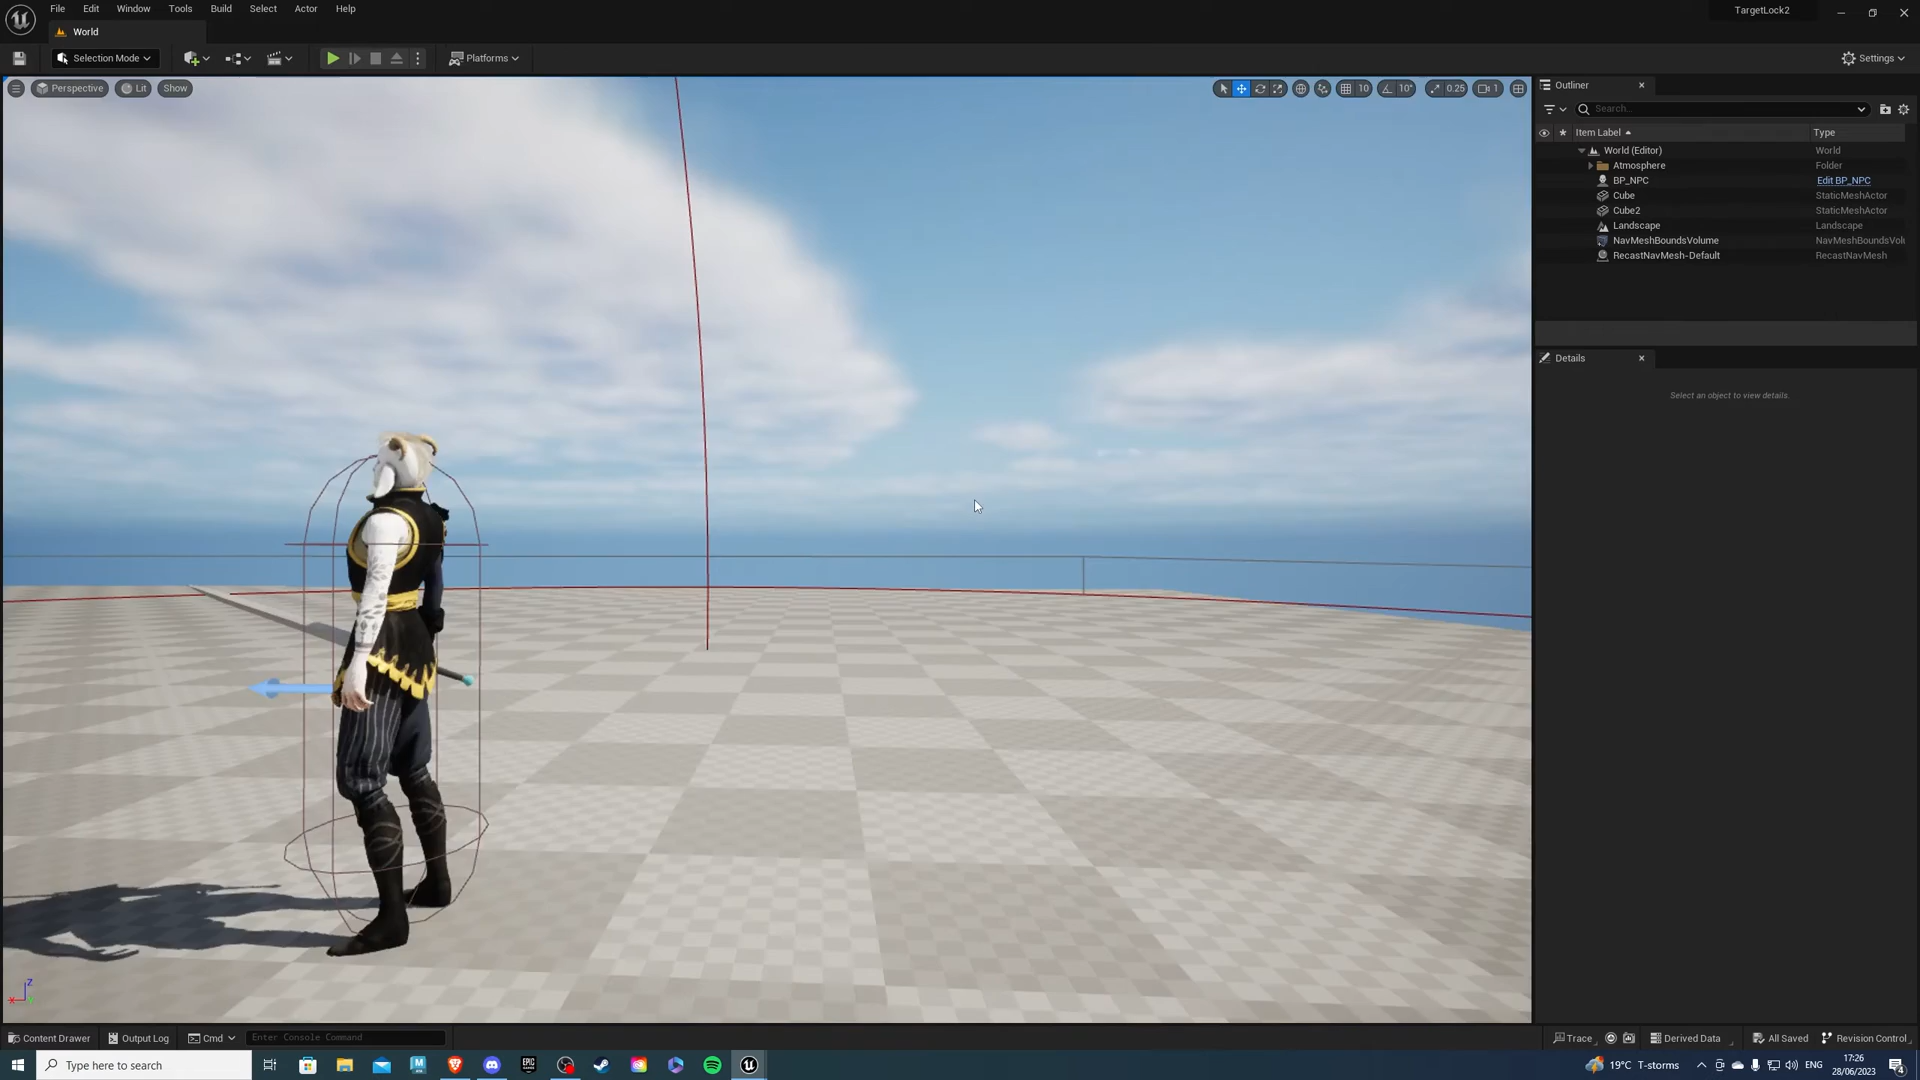 File Edit Window Tools Build Select Actor Help
TargetLock2
World
Selection Mode
Platforms
Settings
Perspective
Lit
Show
10
10°
0.25
1
Outliner
Search...
Item Label
Type
World (Editor) World
Atmosphere Folder
BP_NPC Edit BP_NPC
Cube StaticMeshActor
Cube2 StaticMeshActor
Landscape Landscape
NavMeshBoundsVolume NavMeshBoundsVolu
RecastNavMesh-Default RecastNavMesh
Details
Select an object to view details.
Z
X
Content Drawer
Output Log
Cmd
Enter Console Command
Trace
Derived Data
All Saved
Revision Control
Type here to search
19°C T-storms
ENG
17:26
28/06/2023